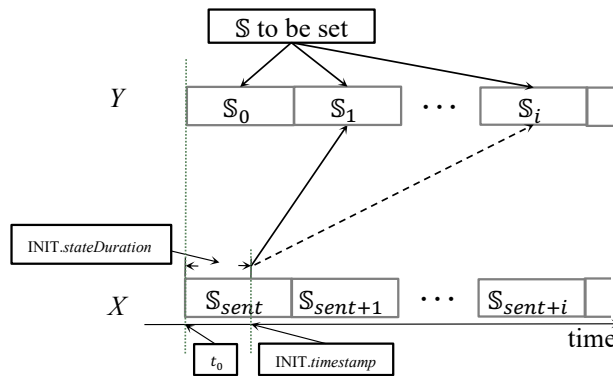 𝕊 to be set
Y
𝕊₀ 𝕊₁ ··· 𝕊ᵢ
INIT.stateDuration
X
𝕊sent 𝕊sent+1 ··· 𝕊sent+i
time
t₀
INIT.timestamp